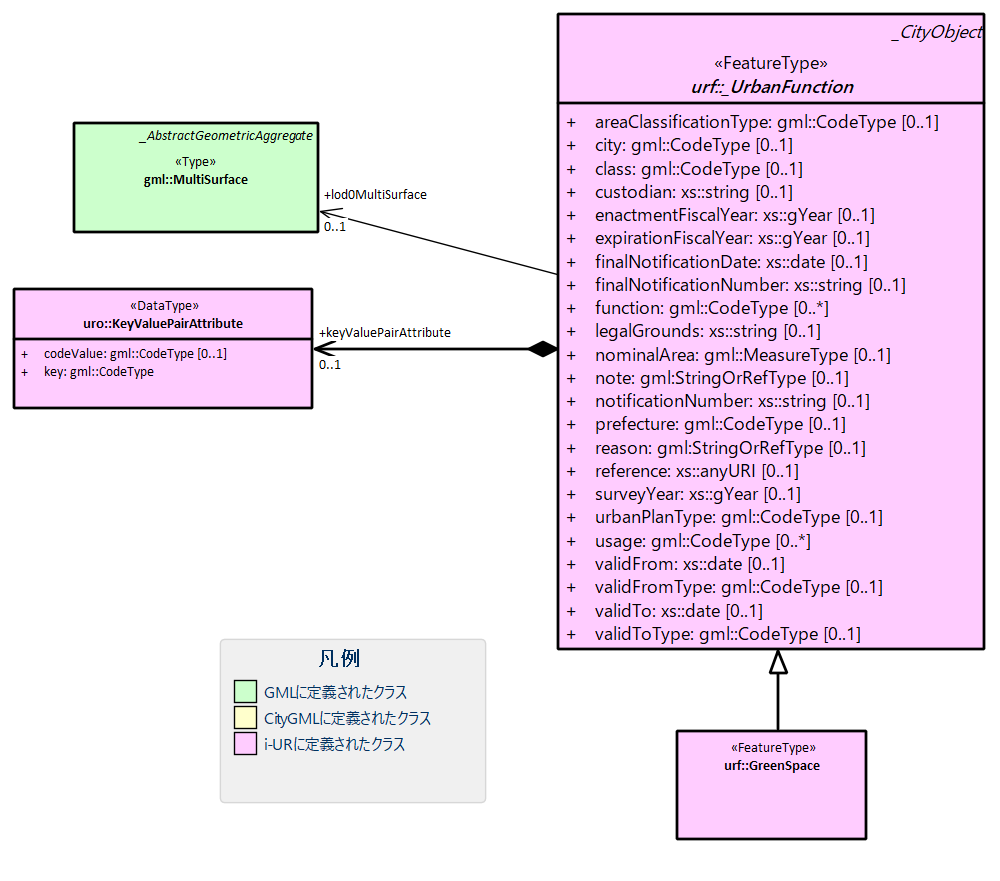 _CityObject
«FeatureType»
urf::_UrbanFunction
+ areaClassificationType: gml::CodeType [0..1]
+ city: gml::CodeType [0..1]
+ class: gml::CodeType [0..1]
+ custodian: xs::string [0..1]
+ enactmentFiscalYear: xs::gYear [0..1]
+ expirationFiscalYear: xs::gYear [0..1]
+ finalNotificationDate: xs::date [0..1]
+ finalNotificationNumber: xs::string [0..1]
+ function: gml::CodeType [0..*]
+ legalGrounds: xs::string [0..1]
+ nominalArea: gml::MeasureType [0..1]
+ note: gml:StringOrRefType [0..1]
+ notificationNumber: xs::string [0..1]
+ prefecture: gml::CodeType [0..1]
+ reason: gml:StringOrRefType [0..1]
+ reference: xs::anyURI [0..1]
+ surveyYear: xs::gYear [0..1]
+ urbanPlanType: gml::CodeType [0..1]
+ usage: gml::CodeType [0..*]
+ validFrom: xs::date [0..1]
+ validFromType: gml::CodeType [0..1]
+ validTo: xs::date [0..1]
+ validToType: gml::CodeType [0..1]
_AbstractGeometricAggregate
«Type»
gml::MultiSurface
+lod0MultiSurface
0..1
«DataType»
uro::KeyValuePairAttribute
+ codeValue: gml::CodeType [0..1]
+ key: gml::CodeType
+keyValuePairAttribute
0..1
凡例
GMLに定義されたクラス
CityGMLに定義されたクラス
i-URに定義されたクラス
«FeatureType»
urf::GreenSpace